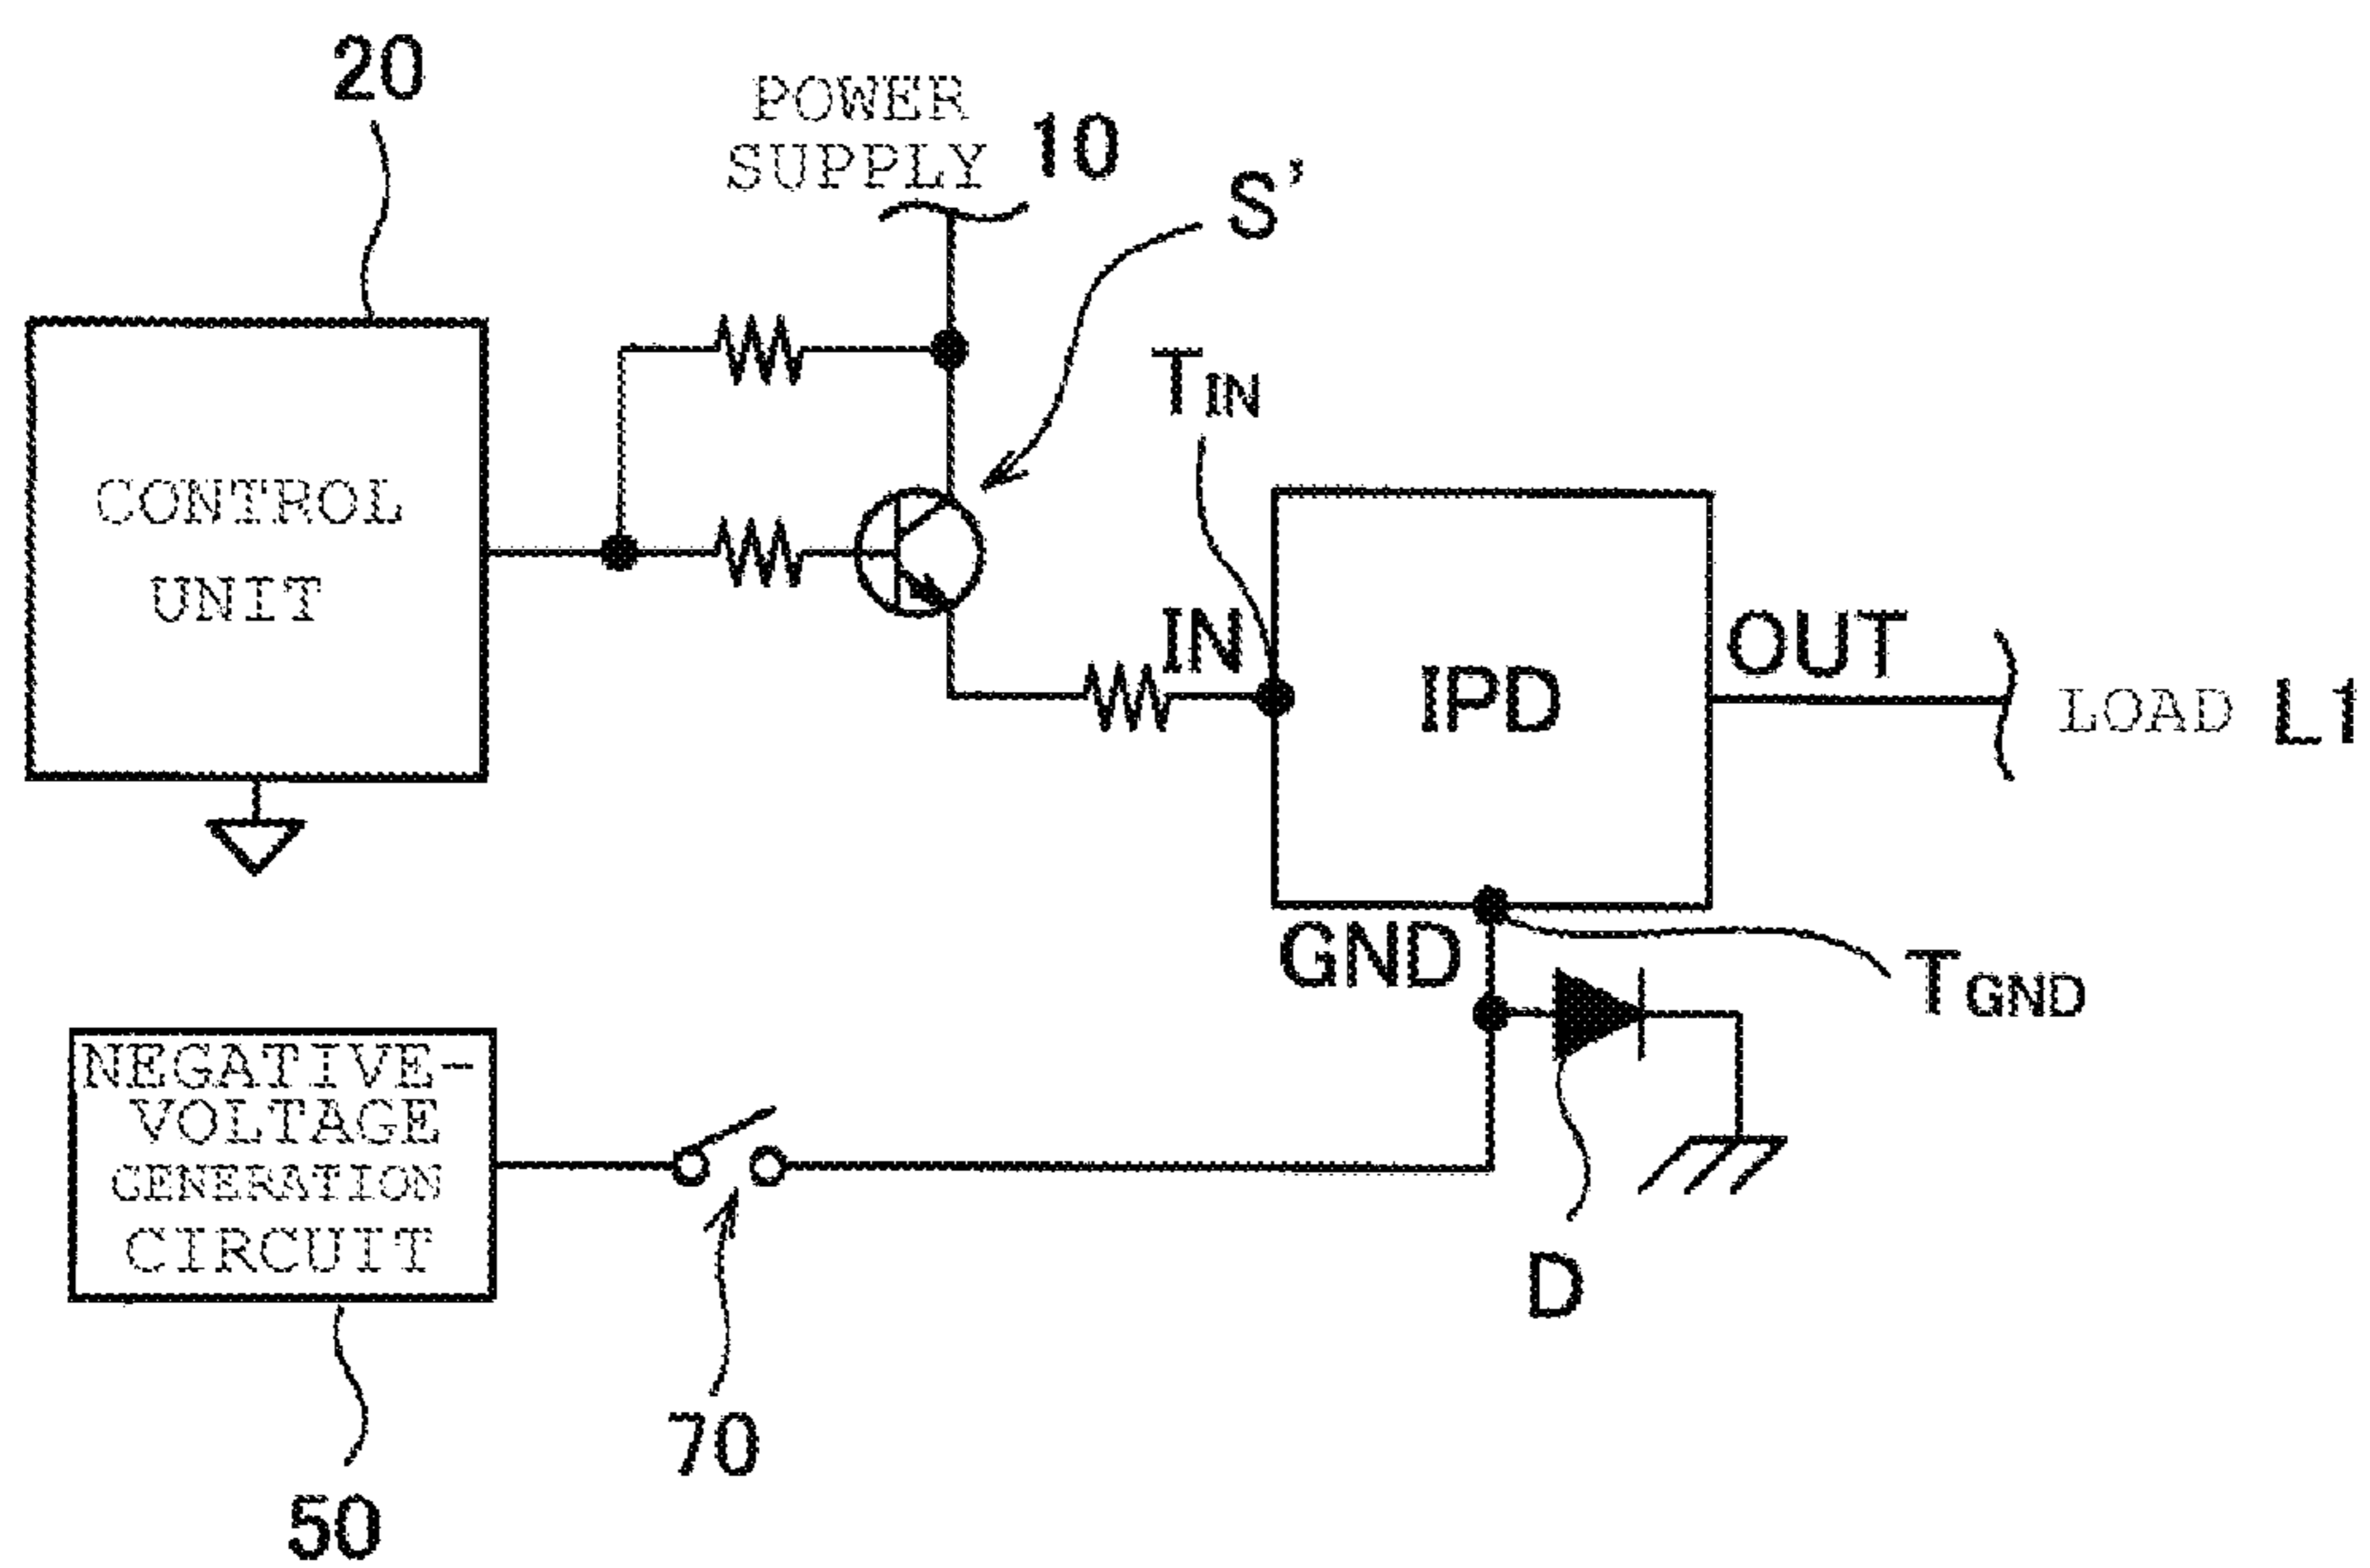 20
POWER
SUPPLY 10
S'
TIN
CONTROL
UNIT
IN
IPD
OUT
LOAD L1
GND
TGND
NEGATIVE-
VOLTAGE
GENERATION
CIRCUIT
D
70
50